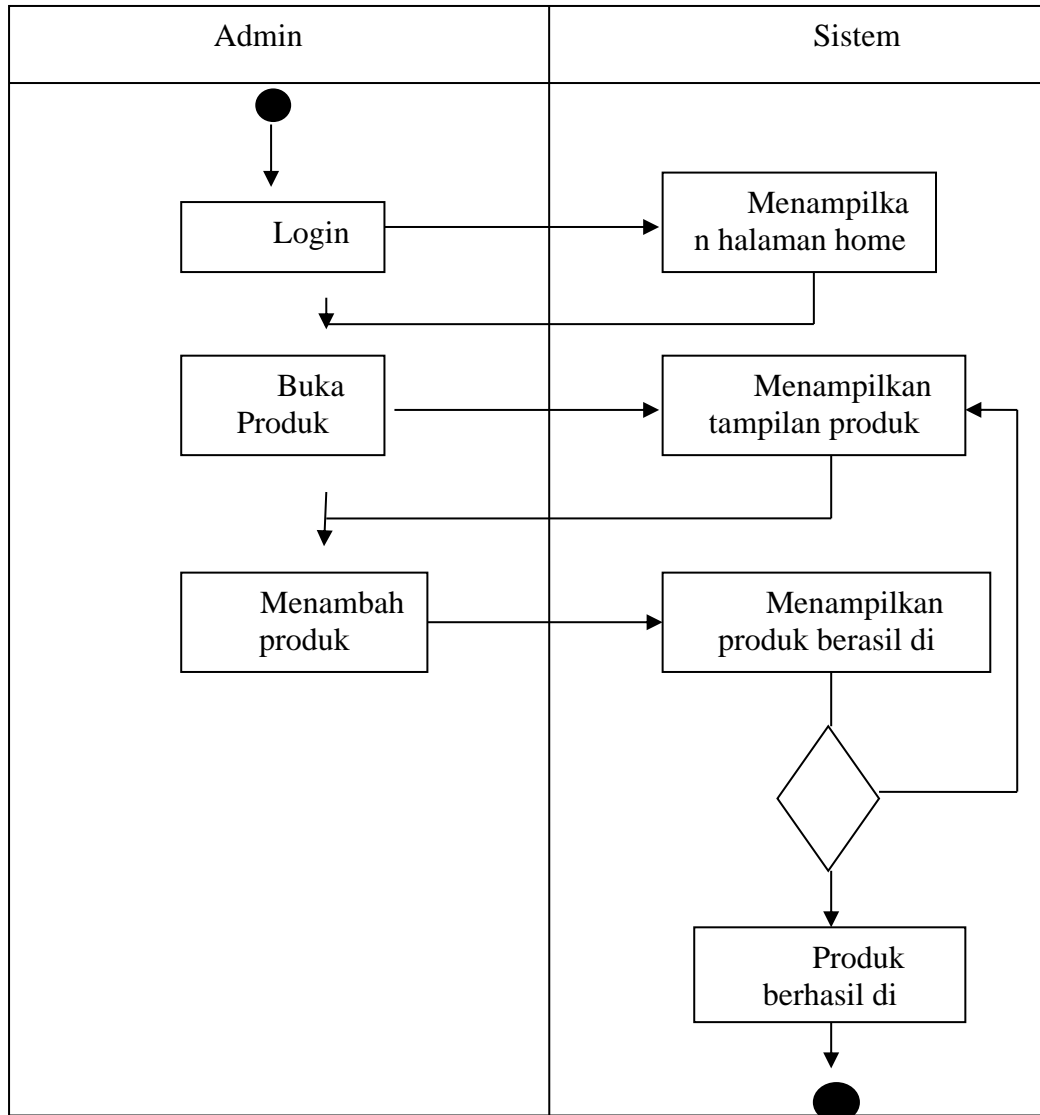 Admin
Sistem
Login
Menampilka
n halaman home
Buka
Produk
Menampilkan
tampilan produk
Menambah
produk
Menampilkan
produk berasil di
Produk
berhasil di